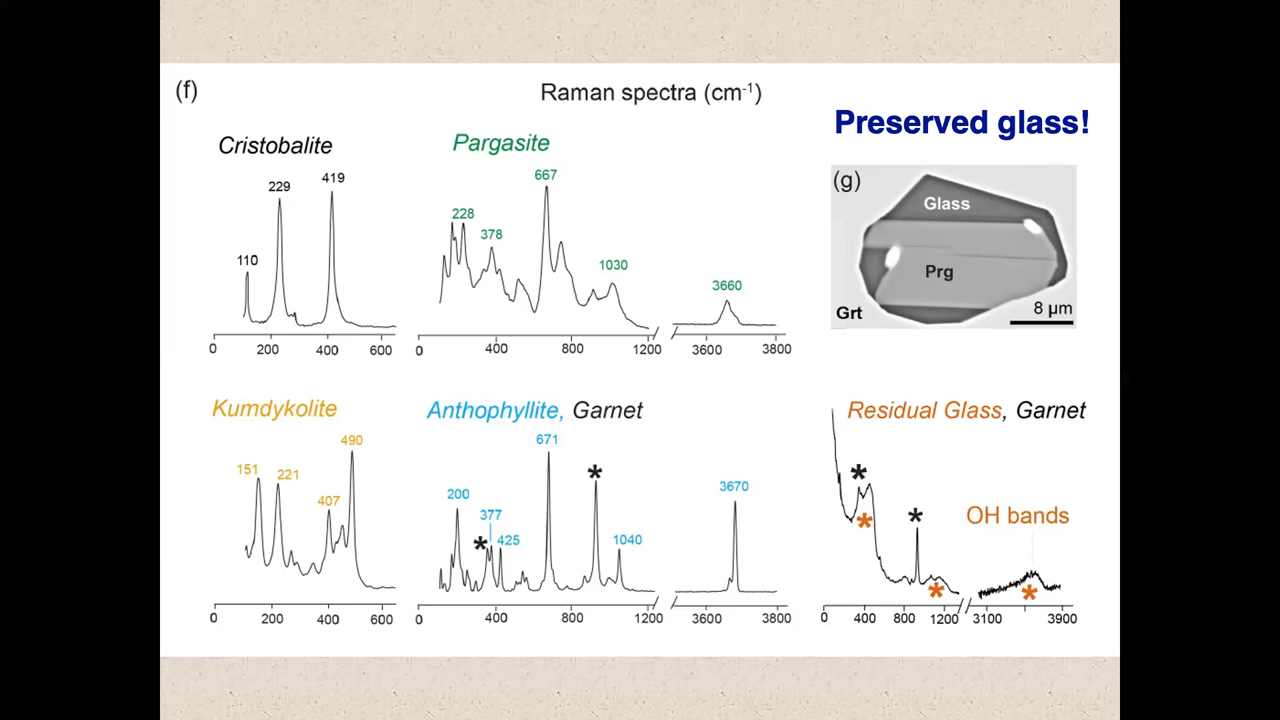 (f)
Raman spectra (cm-1)
Preserved glass!
Cristobalite
110
229
419
0 200 400 600
Pargasite
228
378
667
1030
3660
0 400 800 1200 3600 3800
(g)
Glass
Prg
Grt
8 µm
Kumdykolite
151
221
407
490
0 200 400 600
Anthophyllite, Garnet
200
*
377
425
671
*
1040
3670
0 400 800 1200 3600 3800
Residual Glass, Garnet
*
*
*
*
OH bands
*
0 400 800 1200 3100 3900